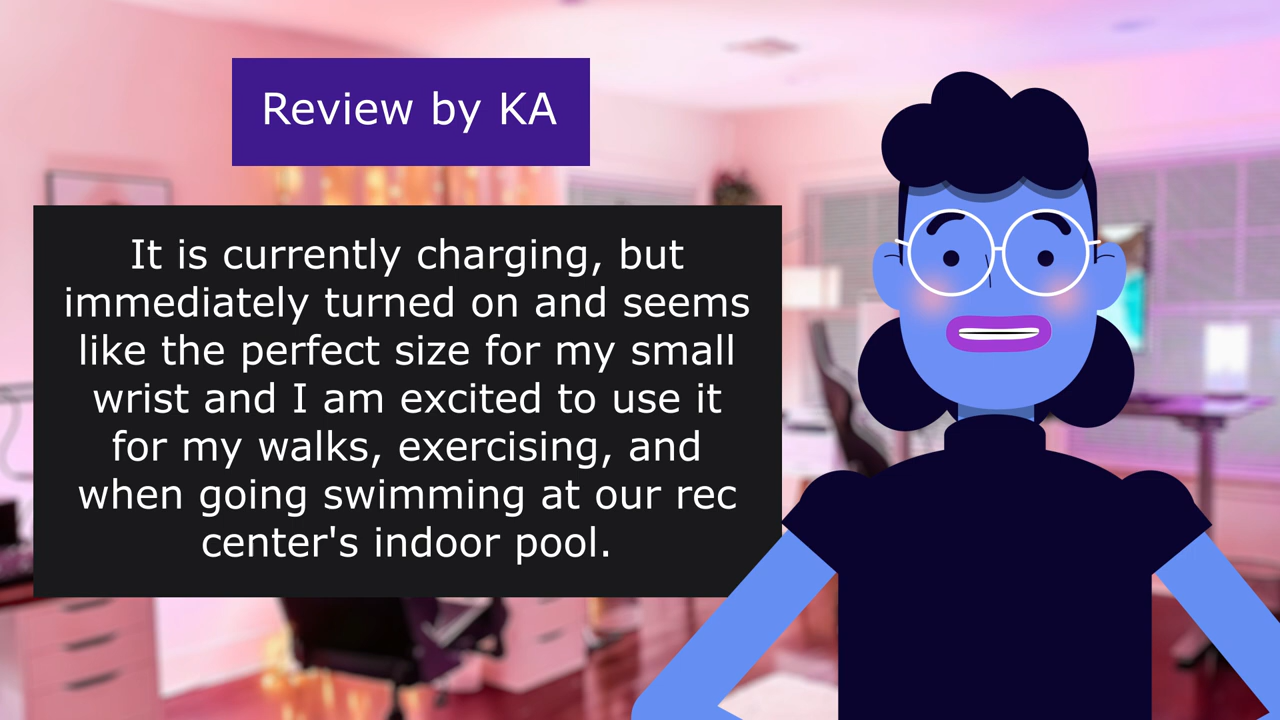 Review by KA
It is currently charging, but
immediately turned on and seems
like the perfect size for my small
wrist and I am excited to use it
for my walks, exercising, and
when going swimming at our rec
center's indoor pool.